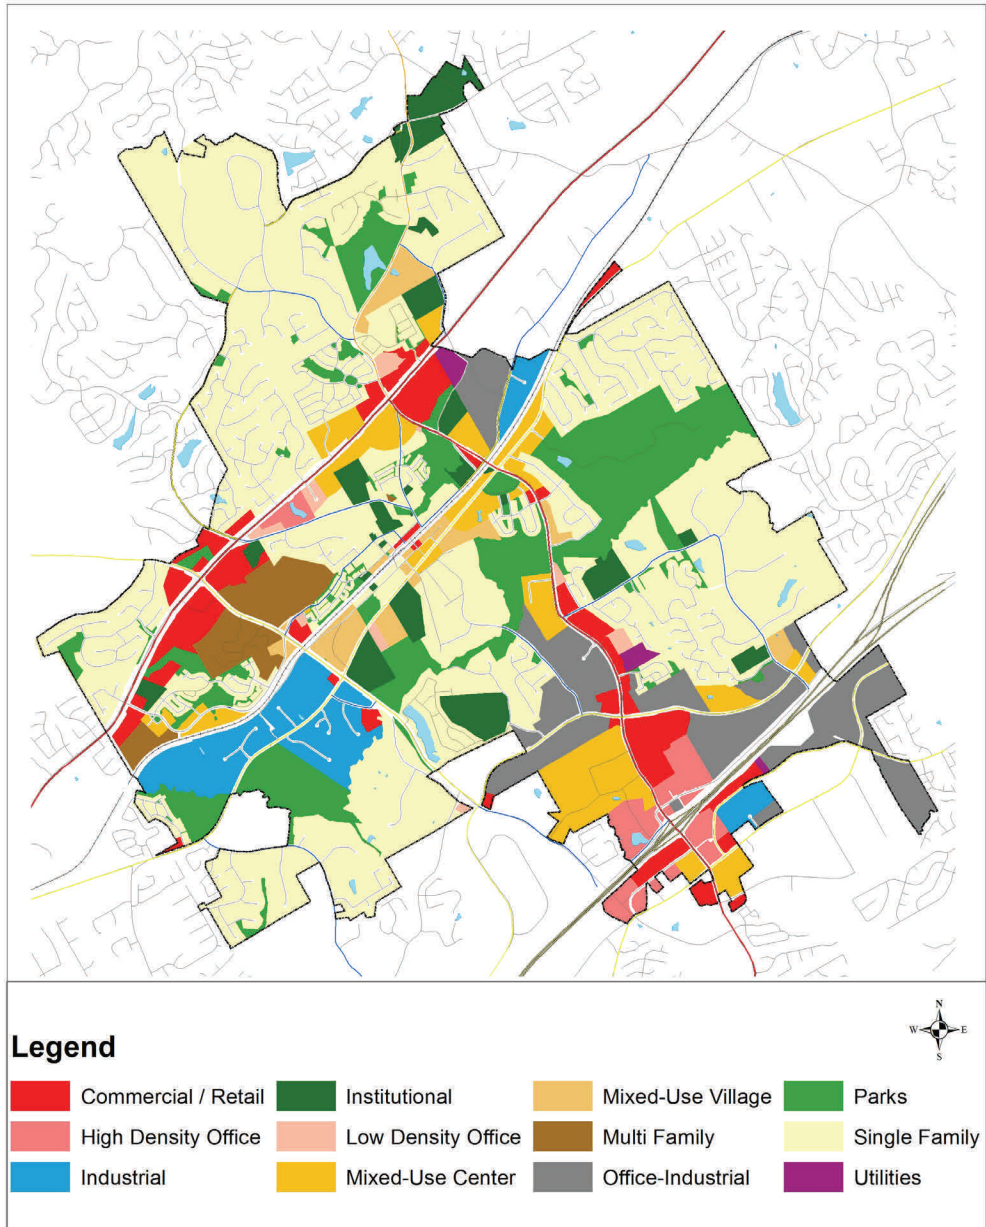 N
W E
S
Legend
Commercial / Retail Institutional Mixed-Use Village Parks
High Density Office Low Density Office Multi Family Single Family
Industrial Mixed-Use Center Office-Industrial Utilities